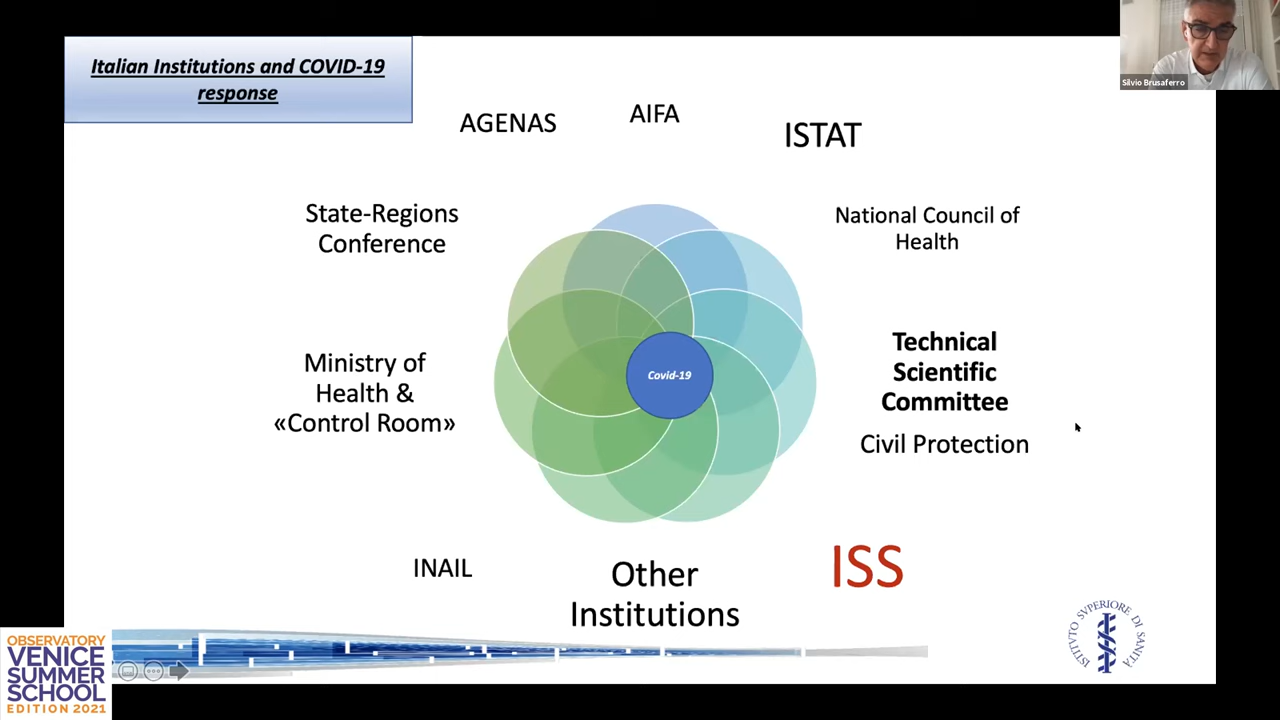 Italian Institutions and COVID-19
response
Silvio Brusaferro
AGENAS
AIFA
ISTAT
State-Regions
Conference
National Council of
Health
Ministry of
Health &
«Control Room»
Covid-19
Technical
Scientific
Committee
Civil Protection
INAIL
Other
Institutions
ISS
ISTITUTO SVPERIORE DI SANITÀ
OBSERVATORY
VENICE
SUMMER
SCHOOL
EDITION 2021